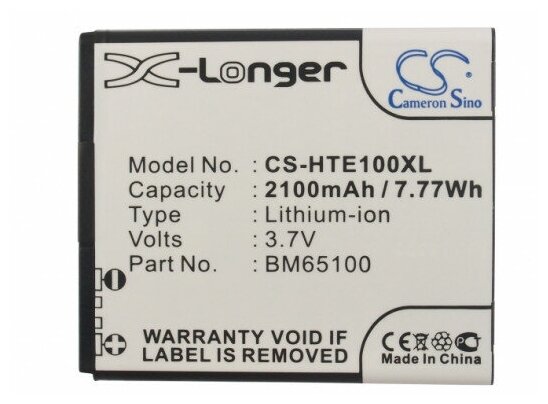 X-Longer
CS
Cameron Sino
Model No. : CS-HTE100XL
Capacity : 2100mAh / 7.77Wh
Type : Lithium-ion
Volts : 3.7V
Part No. : BM65100
WARRANTY VOID IF
LABEL IS REMOVED
CE
Made In China